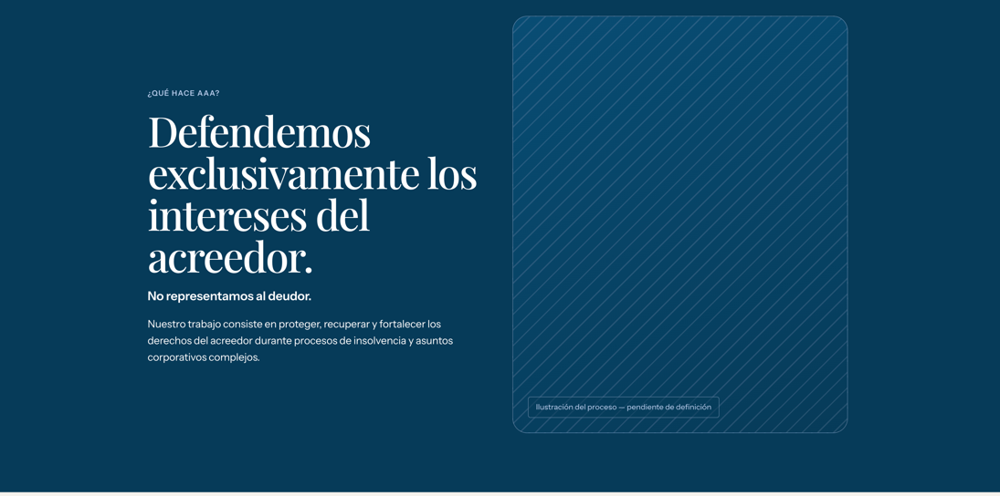 ¿QUÉ HACE AAA?
Defendemos
exclusivamente los
intereses del
acreedor.
No representamos al deudor.
Nuestro trabajo consiste en proteger, recuperar y fortalecer los
derechos del acreedor durante procesos de insolvencia y asuntos
corporativos complejos.
Ilustración del proceso — pendiente de definición